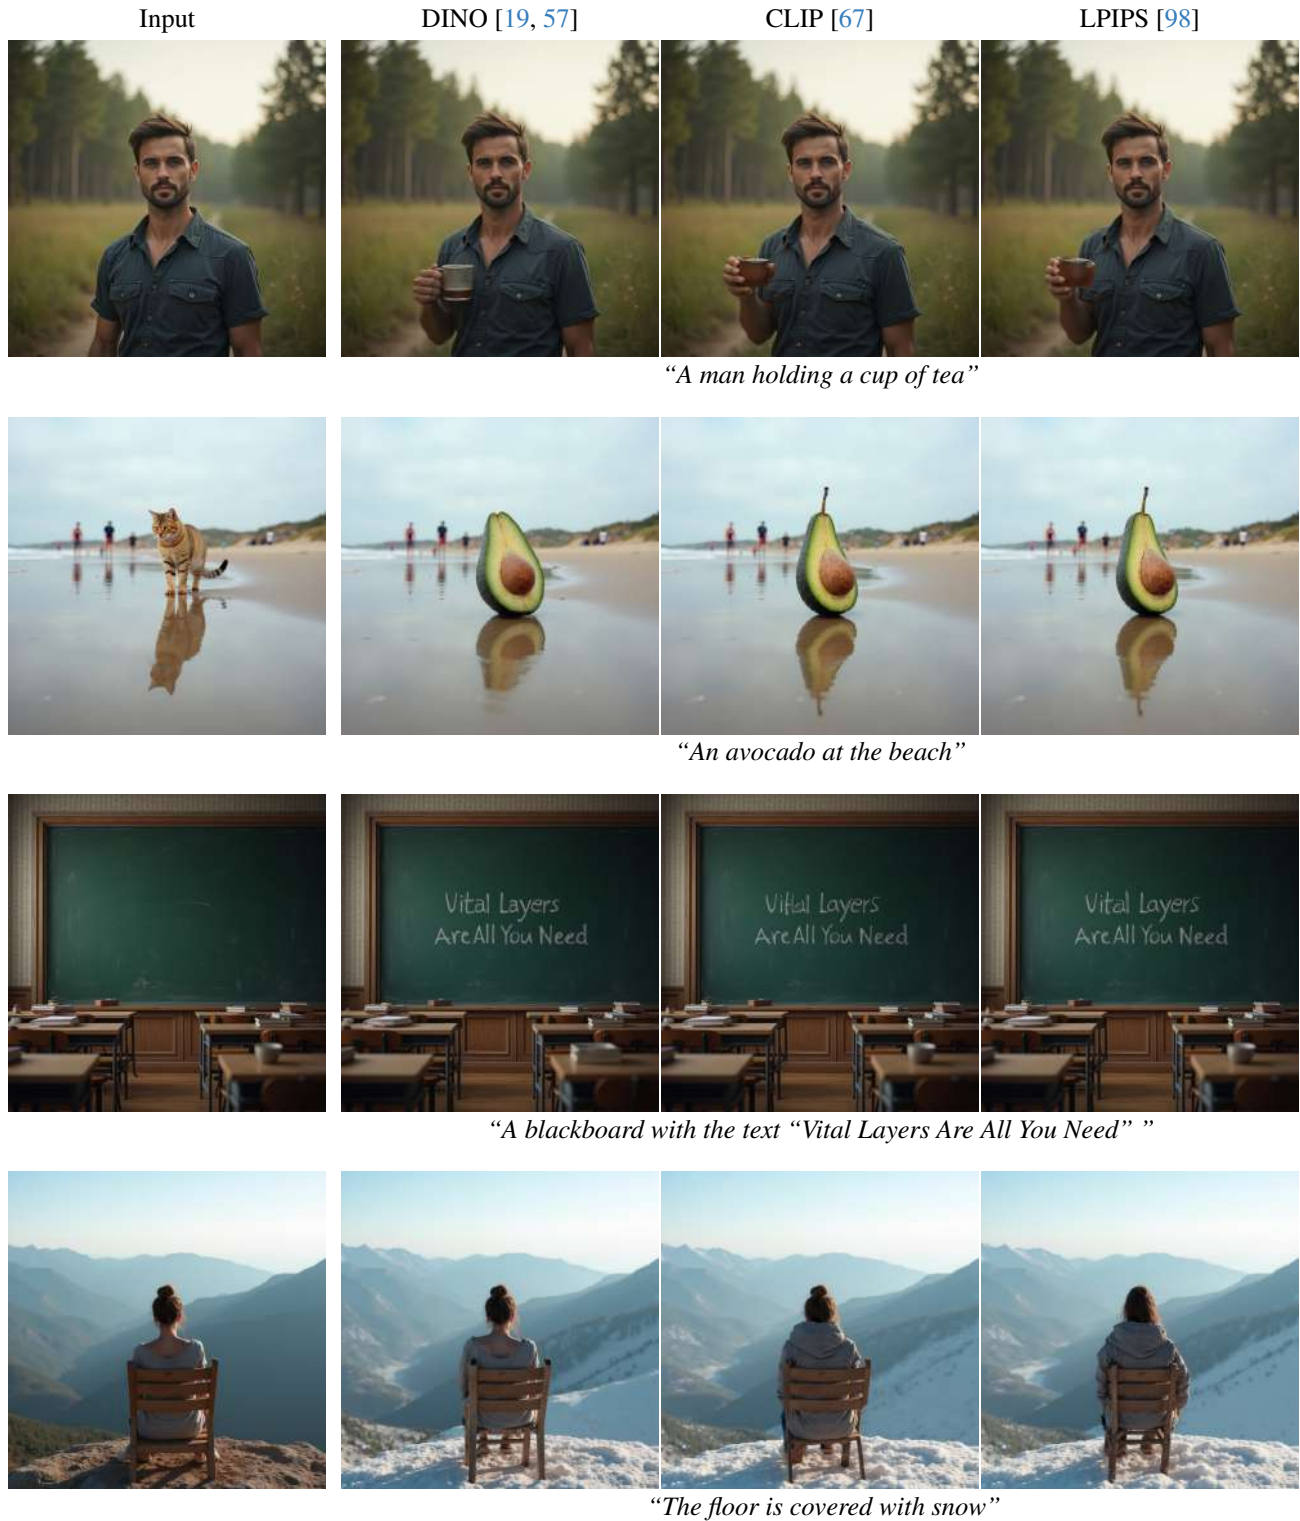 Input DINO [19, 57] CLIP [67] LPIPS [98]
“A man holding a cup of tea”
“An avocado at the beach”
Vital Layers
Are All You Need
Viflal Layers
Are All You Need
Vital Layers
Are All You Need
“A blackboard with the text “Vital Layers Are All You Need” ”
“The floor is covered with snow”